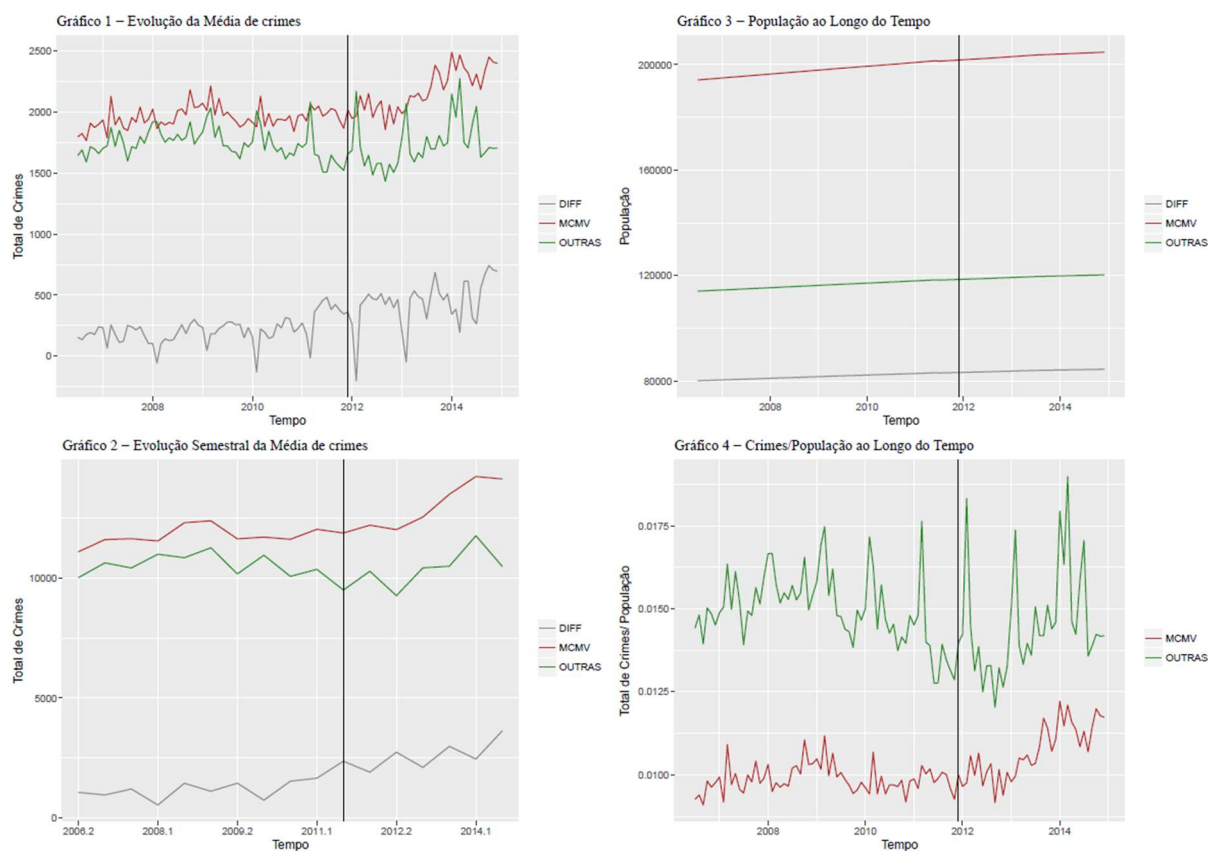 Gráfico 1 – Evolução da Média de crimes
Total de Crimes
2500
2000
1500
1000
500
0
2008
2010
2012
2014
Tempo
DIFF
MCMV
OUTRAS
Gráfico 3 – População ao Longo do Tempo
População
200000
160000
120000
80000
2008
2010
2012
2014
Tempo
DIFF
MCMV
OUTRAS
Gráfico 2 – Evolução Semestral da Média de crimes
Total de Crimes
10000
5000
0
2006.2
2008.1
2009.2
2011.1
2012.2
2014.1
Tempo
DIFF
MCMV
OUTRAS
Gráfico 4 – Crimes/População ao Longo do Tempo
Total de Crimes/ População
0.0175
0.0150
0.0125
0.0100
2008
2010
2012
2014
Tempo
MCMV
OUTRAS